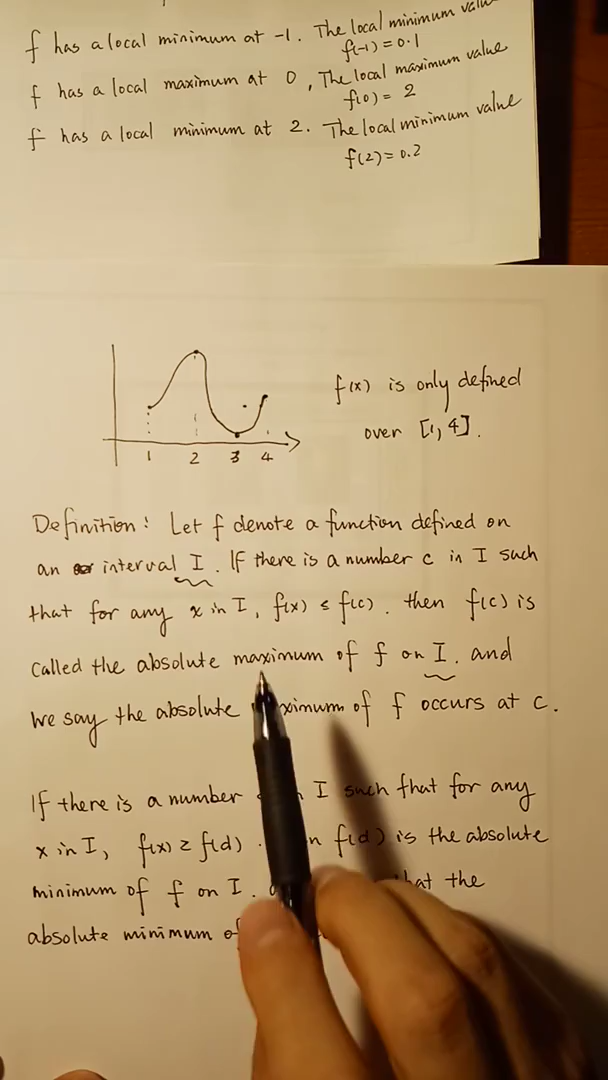 f has a local minimum at -1. The local minimum
f(-1) = 0.1
f has a local maximum at 0, The local maximum value
f(0) = 2
f has a local minimum at 2. The local minimum value
f(2) = 0.2
f(x) is only defined
over [1, 4].
1 2 3 4
Definition: Let f denote a function defined on
an interval I. If there is a number c in I such
that for any x in I, f(x) ≤ f(c). then f(c) is
called the absolute maximum of f on I. and
we say the absolute ximum of f occurs at c.
If there is a number I such that for any
x in I, f(x) ≥ f(d). n f(d) is the absolute
minimum of f on I. that the
absolute minimum